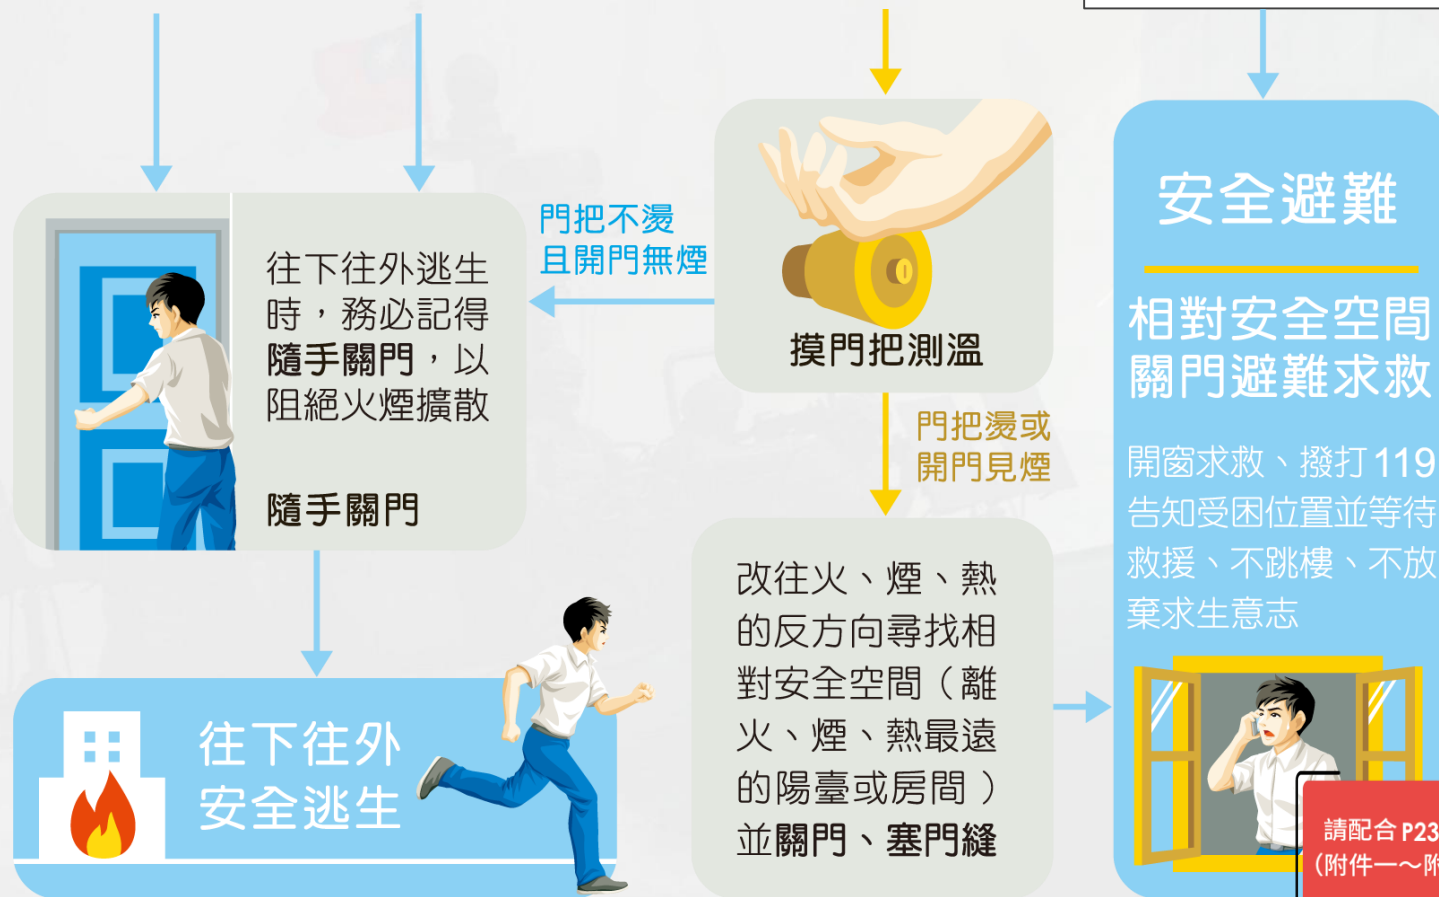 往下往外逃生
時，務必記得
隨手關門，以
阻絕火煙擴散
隨手關門
門把不燙
且開門無煙
摸門把測溫
門把燙或
開門見煙
往下往外
安全逃生
改往火、煙、熱
的反方向尋找相
對安全空間（離
火、煙、熱最遠
的陽臺或房間）
並關門、塞門縫
安全避難
相對安全空間
關門避難求救
開窗求救、撥打119
告知受困位置並等待
救援、不跳樓、不放
棄求生意志
請配合 P23
(附件一～附